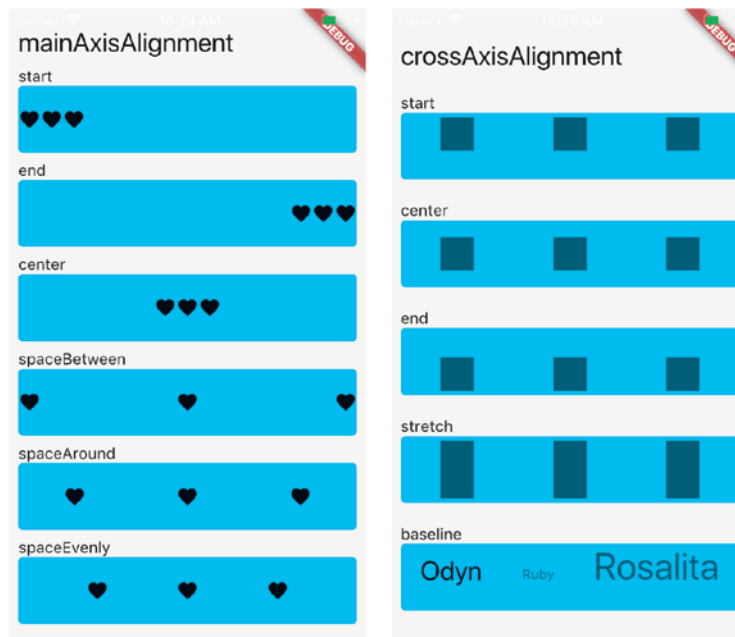 Carrier
10:24 AM
DEBUG
mainAxisAlignment
start
end
center
spaceBetween
spaceAround
spaceEvenly
Carrier
10:56 AM
DEBUG
crossAxisAlignment
start
center
end
stretch
baseline
Odyn Ruby Rosalita